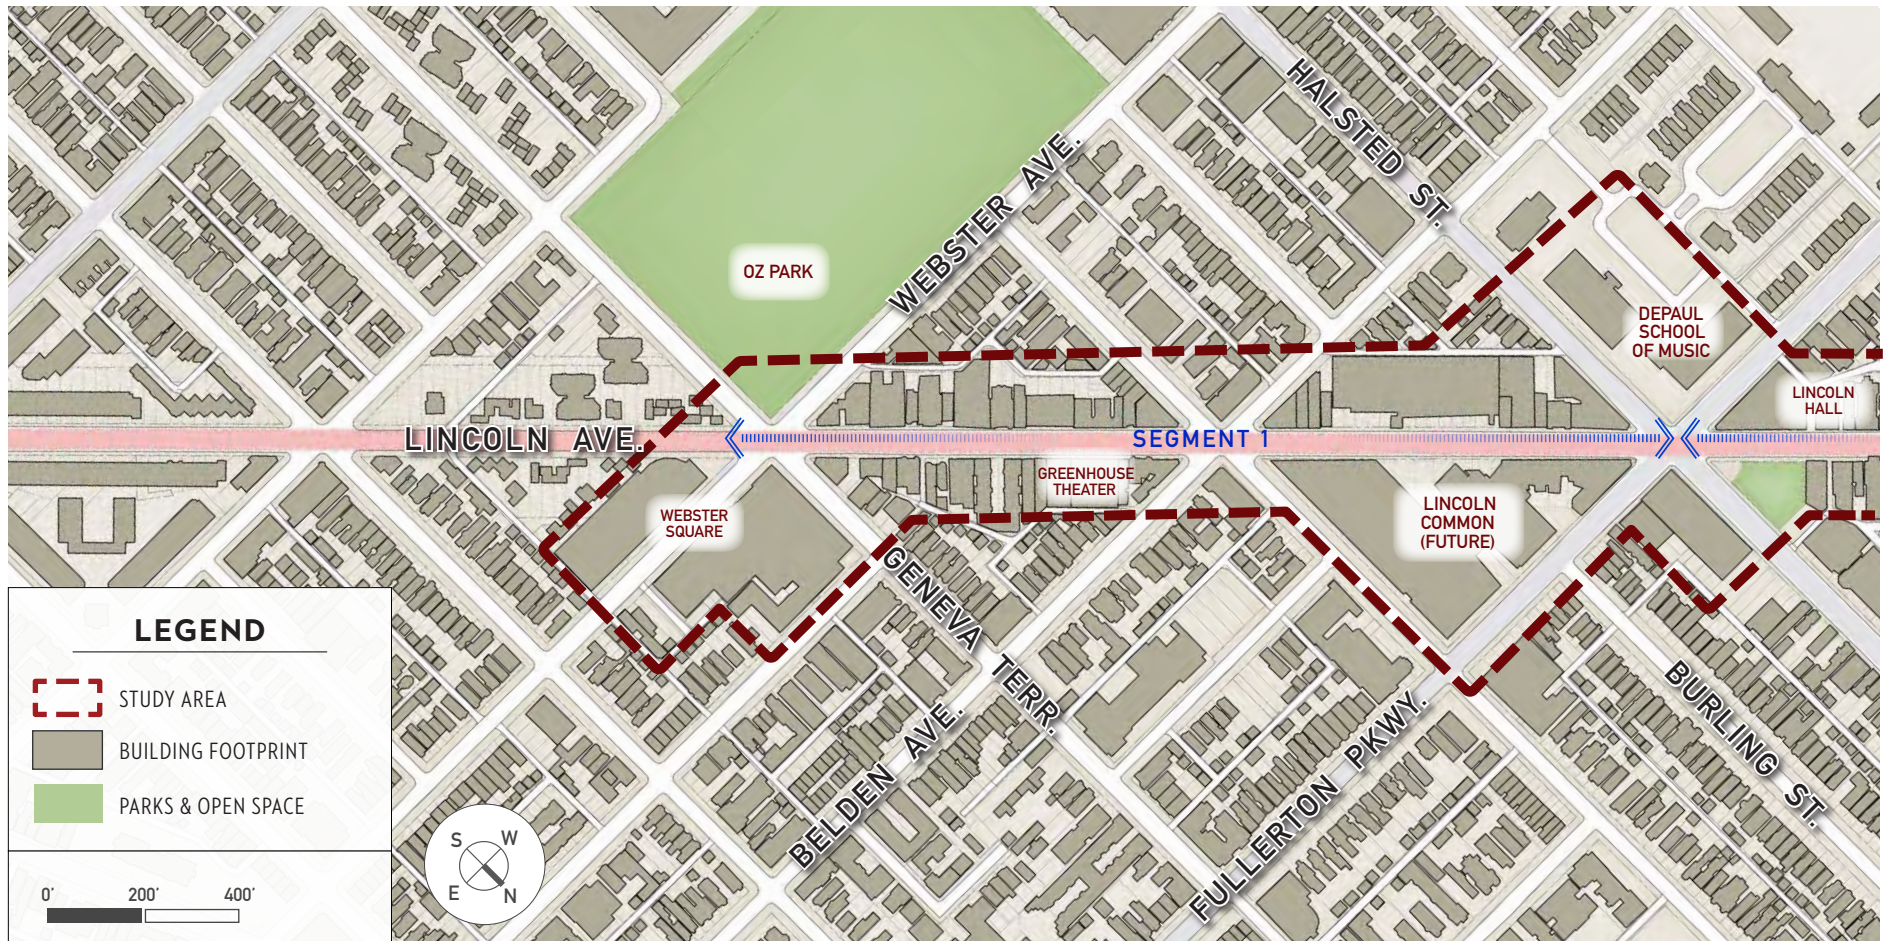 HALSTED ST.
WEBSTER AVE.
OZ PARK
DEPAUL
SCHOOL
OF MUSIC
LINCOLN
HALL
LINCOLN AVE.
SEGMENT 1
GREENHOUSE
THEATER
WEBSTER
SQUARE
LINCOLN
COMMON
(FUTURE)
GENEVA TERR.
BELDEN AVE.
FULLERTON PKWY.
BURLING ST.
LEGEND
STUDY AREA
BUILDING FOOTPRINT
PARKS & OPEN SPACE
0' 200' 400'
S W
E N